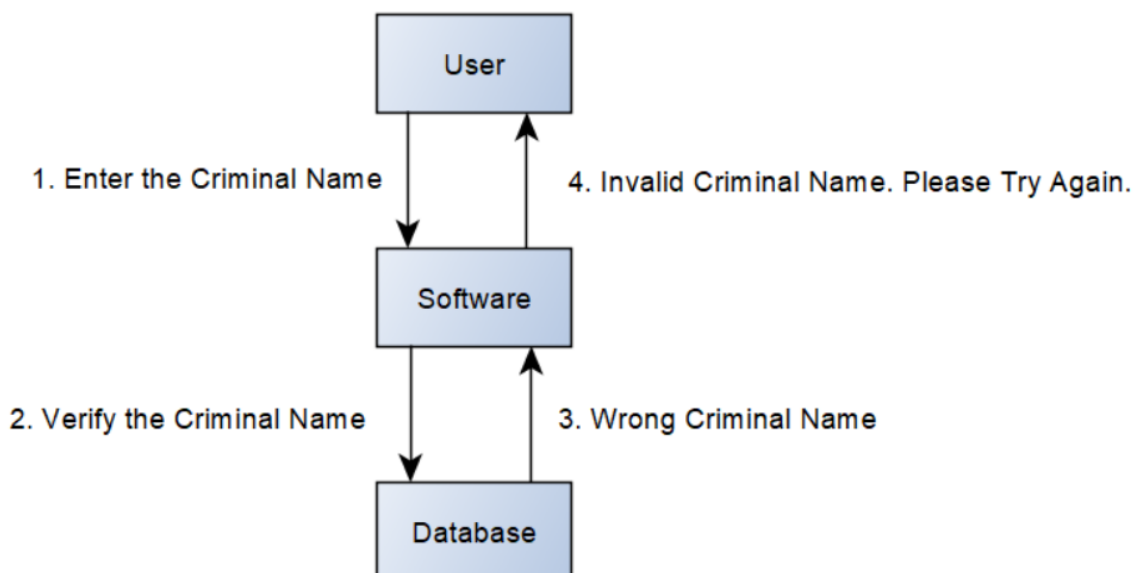 User
1. Enter the Criminal Name
4. Invalid Criminal Name. Please Try Again.
Software
2. Verify the Criminal Name
3. Wrong Criminal Name
Database